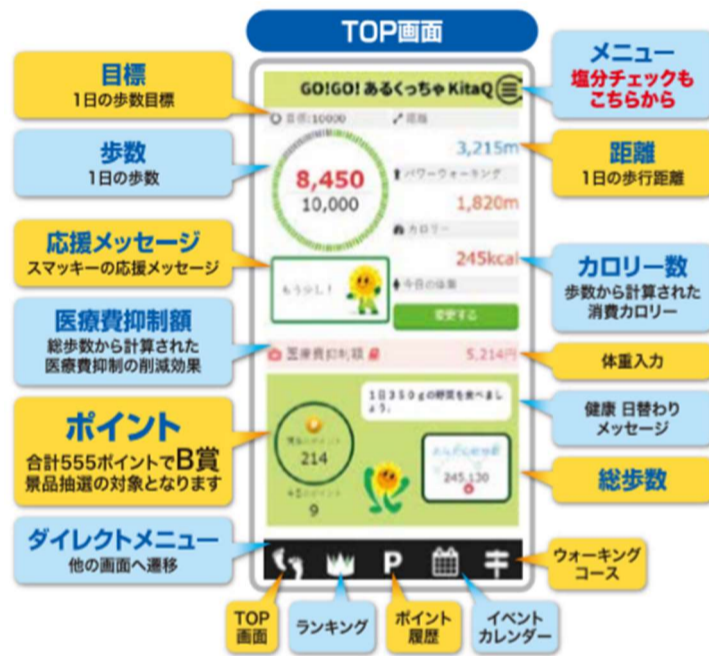 TOP画面
目標
1日の歩数目標
歩数
1日の歩数
応援メッセージ
スマッキーの応援メッセージ
医療費抑制額
総歩数から計算された
医療費抑制の削減効果
ポイント
合計555ポイントでB賞
景品抽選の対象となります
ダイレクトメニュー
他の画面へ遷移
GO!GO! あるくっちゃ KitaQ
目標:10000
距離
8,450
10,000
3,215m
パワーウォーキング
1,820m
カロリー
245kcal
もう少し!
今日の体重
変更する
医療費抑制額
5,214円
1日350gの野菜を食べまし
ょう。
214
245,130
今日のポイント
9
P
メニュー
塩分チェックも
こちらから
距離
1日の歩行距離
カロリー数
歩数から計算された
消費カロリー
体重入力
健康 日替わり
メッセージ
総歩数
ウォーキング
コース
TOP
画面
ランキング
ポイント
履歴
イベント
カレンダー